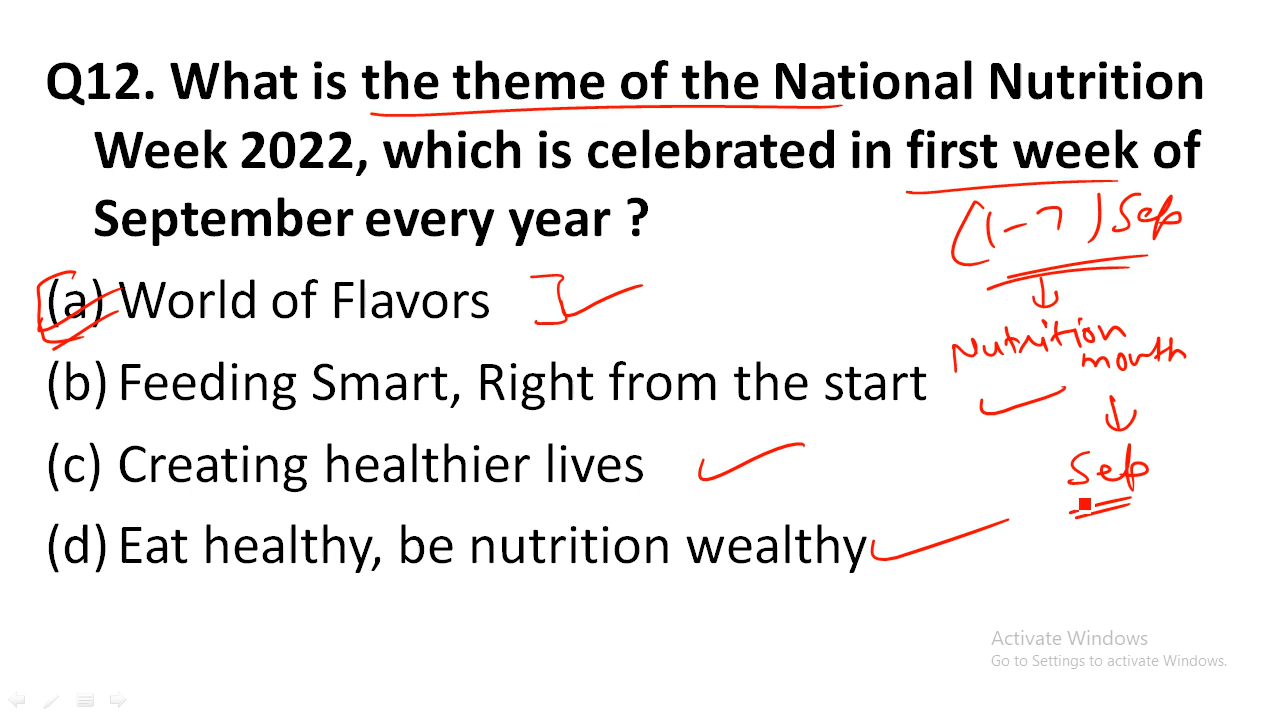 Q12. What is the theme of the National Nutrition
Week 2022, which is celebrated in first week of
September every year ?
(1-7) Sep
(a) World of Flavors
Nutrition
month
(b) Feeding Smart, Right from the start
(c) Creating healthier lives
Sep
(d) Eat healthy, be nutrition wealthy
Activate Windows
Go to Settings to activate Windows.